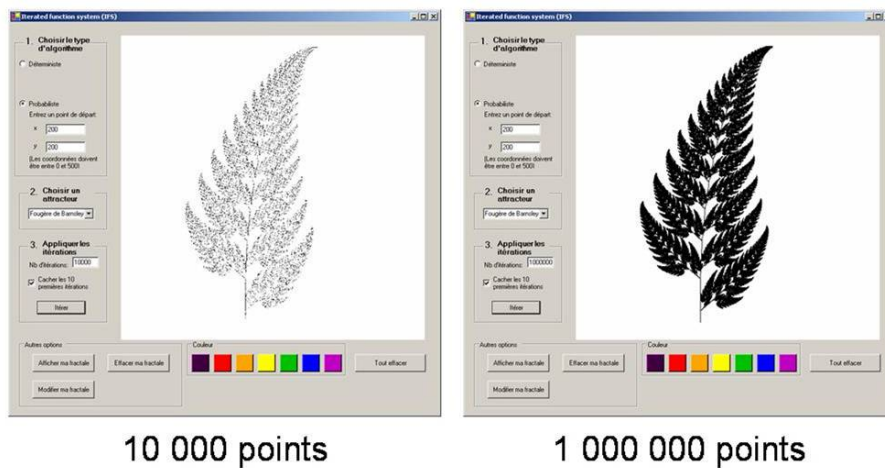 Iterated function system (IFS)
1. Choisir le type
d'algorithme
Déterministe
Probabiliste
Entrez un point de départ
x 200
y 200
(Les coordonnées doivent
être entre 0 et 500)
2. Choisir un
attracteur
Fougère de Barnsley
3. Appliquer les
itérations
Nb d'itérations: 10000
Cacher les 10
premières itérations
Itérer
Autres options
Afficher ma fractale
Effacer ma fractale
Modifier ma fractale
Couleur
Tout effacer
10 000 points
Iterated function system (IFS)
1. Choisir le type
d'algorithme
Déterministe
Probabiliste
Entrez un point de départ
x 200
y 200
(Les coordonnées doivent
être entre 0 et 500)
2. Choisir un
attracteur
Fougère de Barnsley
3. Appliquer les
itérations
Nb d'itérations: 1000000
Cacher les 10
premières itérations
Itérer
Autres options
Afficher ma fractale
Effacer ma fractale
Modifier ma fractale
Couleur
Tout effacer
1 000 000 points